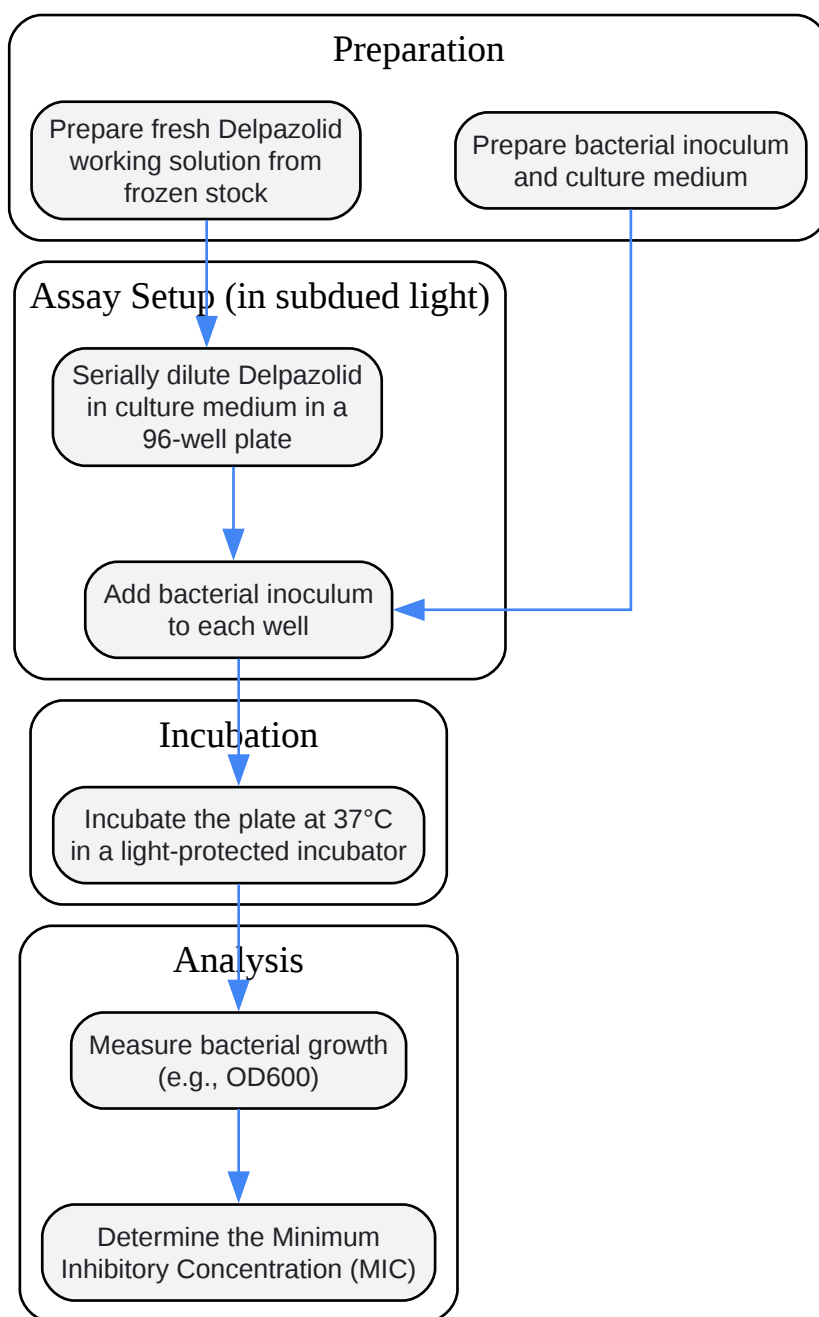 Preparation
Prepare fresh Delpazolid
working solution from
frozen stock
Prepare bacterial inoculum
and culture medium
Assay Setup (in subdued light)
Serially dilute Delpazolid
in culture medium in a
96-well plate
Add bacterial inoculum
to each well
Incubation
Incubate the plate at 37°C
in a light-protected incubator
Analysis
Measure bacterial growth
(e.g., OD600)
Determine the Minimum
Inhibitory Concentration (MIC)